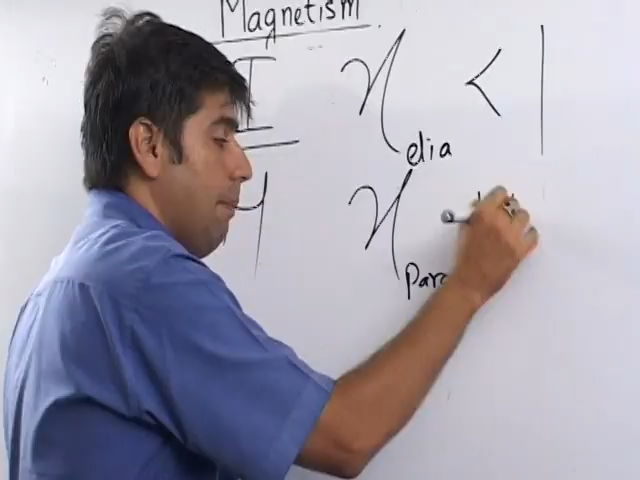 Magnetism
I χ < 1
elia
H χ
Para